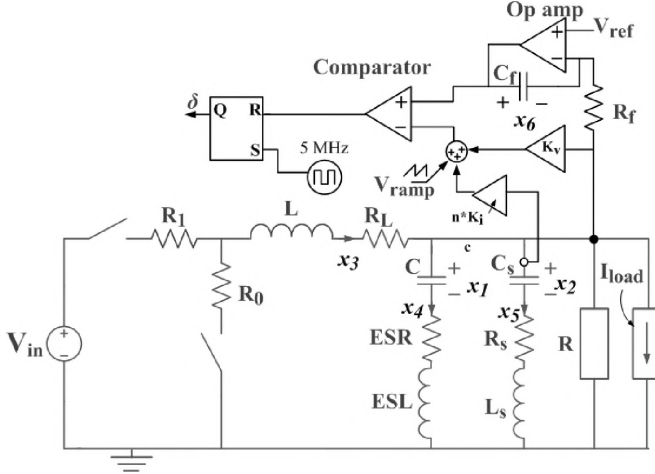 Op amp
V_ref
Comparator
C_f
R_f
x_6
δ
Q
R
S
5 MHz
V_ramp
K_v
n*K_i
c
R_1
L
R_L
x_3
C
x_1
C_s
x_2
I_load
R_0
x_4
x_5
V_in
ESR
R_s
R
ESL
L_s